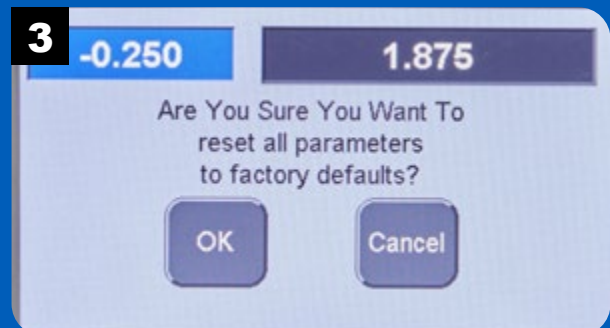 3
-0.250 1.875
Are You Sure You Want To
reset all parameters
to factory defaults?
OK Cancel